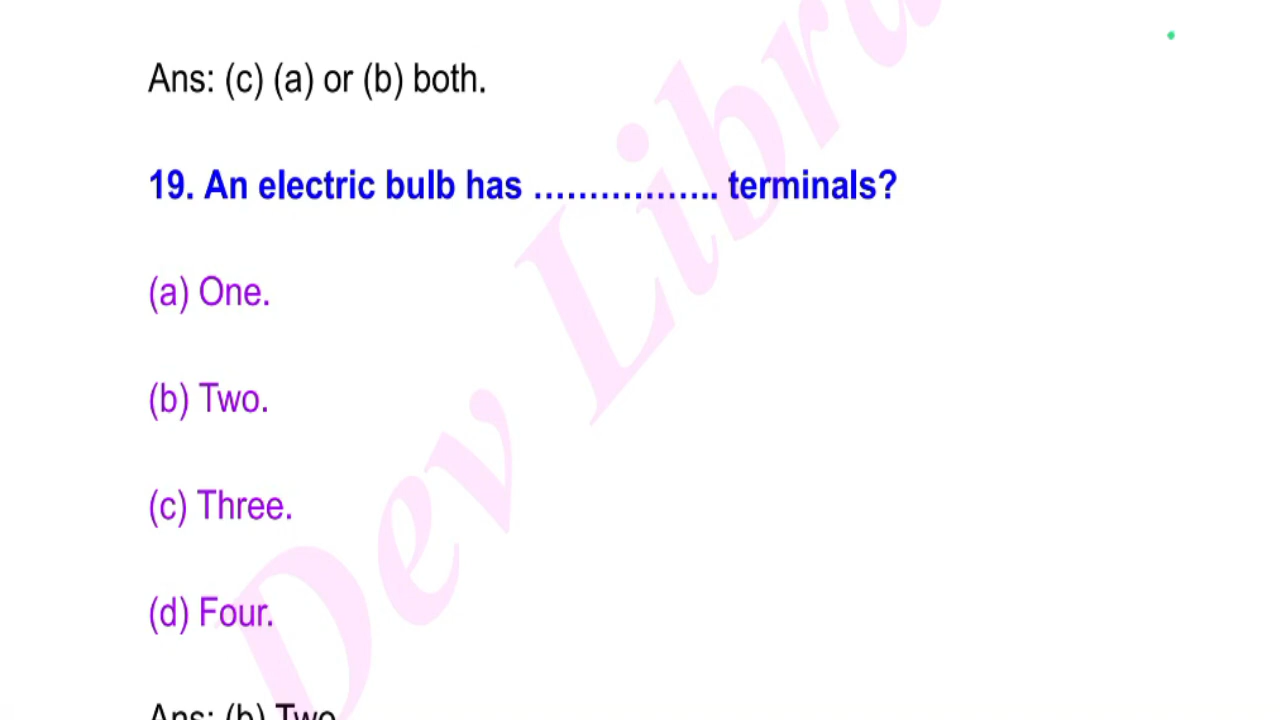 Ans: (c) (a) or (b) both.
19. An electric bulb has …………….. terminals?
(a) One.
(b) Two.
(c) Three.
(d) Four.
Ans: (b) Two
Dev Libra